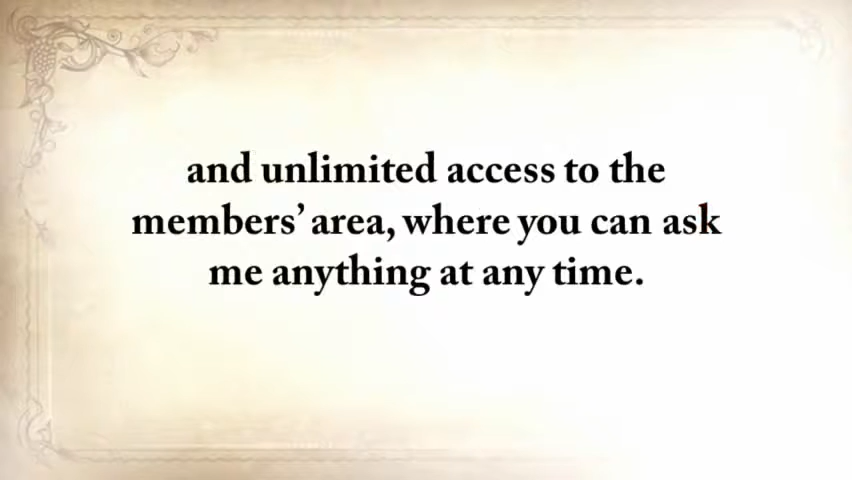 and unlimited access to the
members’ area, where you can ask
me anything at any time.